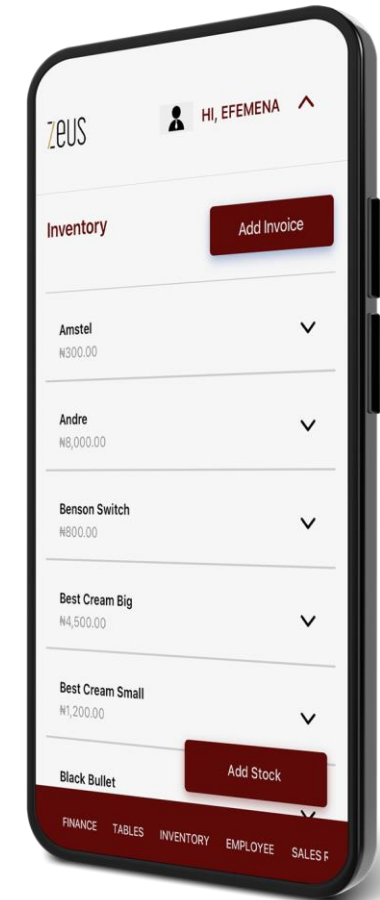 zeus
HI, EFEMENA
Inventory
Add Invoice
Amstel
₦300.00
Andre
₦8,000.00
Benson Switch
₦800.00
Best Cream Big
₦4,500.00
Best Cream Small
₦1,200.00
Black Bullet
Add Stock
FINANCE TABLES INVENTORY EMPLOYEE SALES